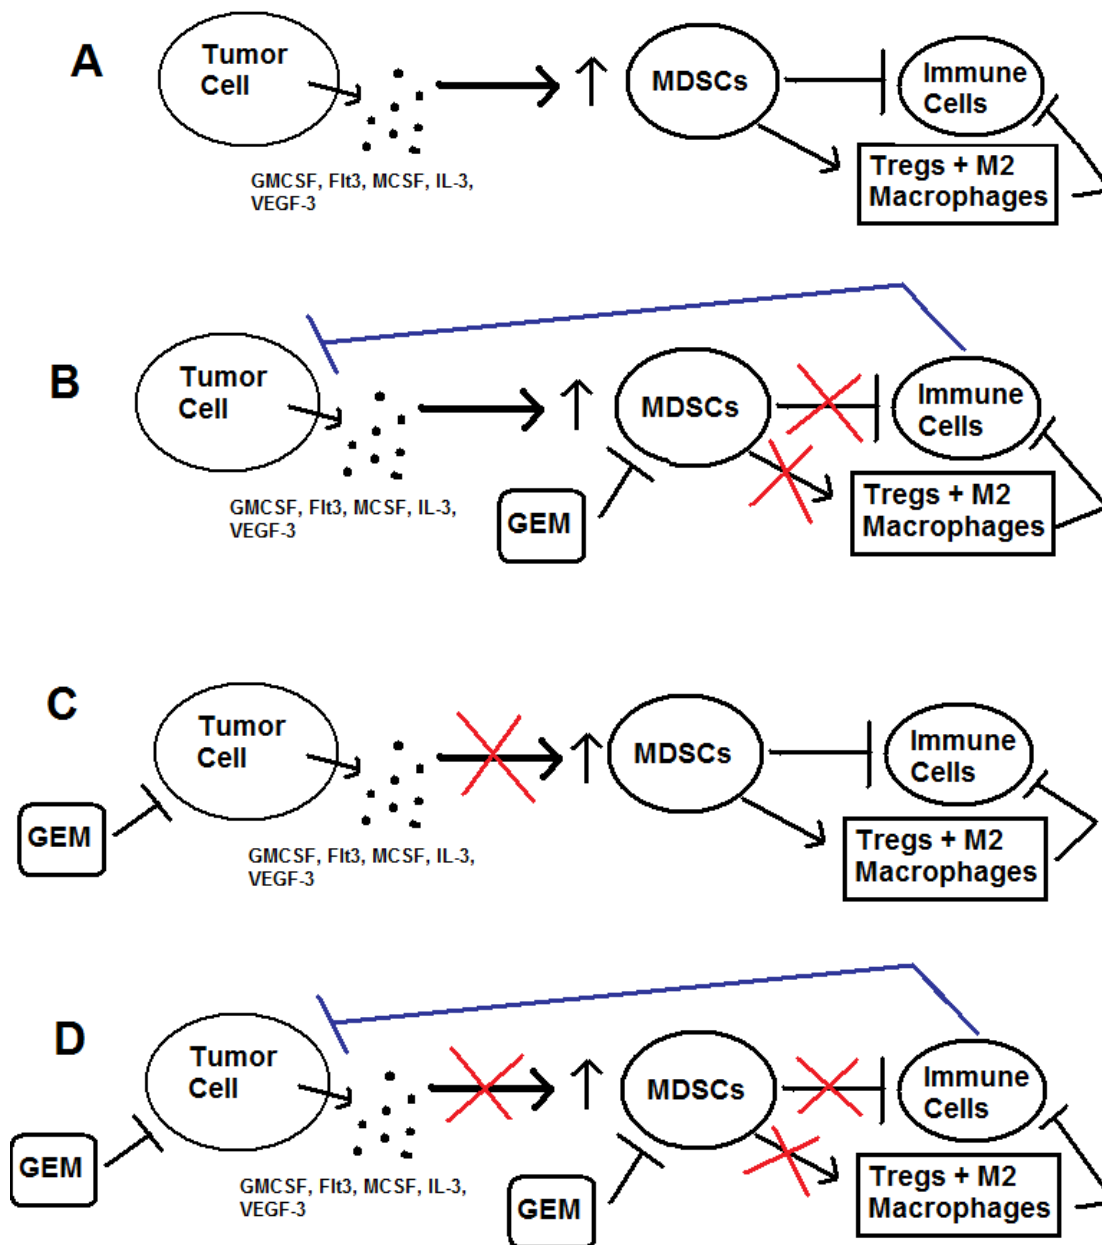 A
Tumor
Cell
GMCSF, Flt3, MCSF, IL-3,
VEGF-3
MDSCs
Immune
Cells
Tregs + M2
Macrophages
B
Tumor
Cell
GMCSF, Flt3, MCSF, IL-3,
VEGF-3
GEM
MDSCs
Immune
Cells
Tregs + M2
Macrophages
C
GEM
Tumor
Cell
GMCSF, Flt3, MCSF, IL-3,
VEGF-3
MDSCs
Immune
Cells
Tregs + M2
Macrophages
D
GEM
Tumor
Cell
GMCSF, Flt3, MCSF, IL-3,
VEGF-3
GEM
MDSCs
Immune
Cells
Tregs + M2
Macrophages